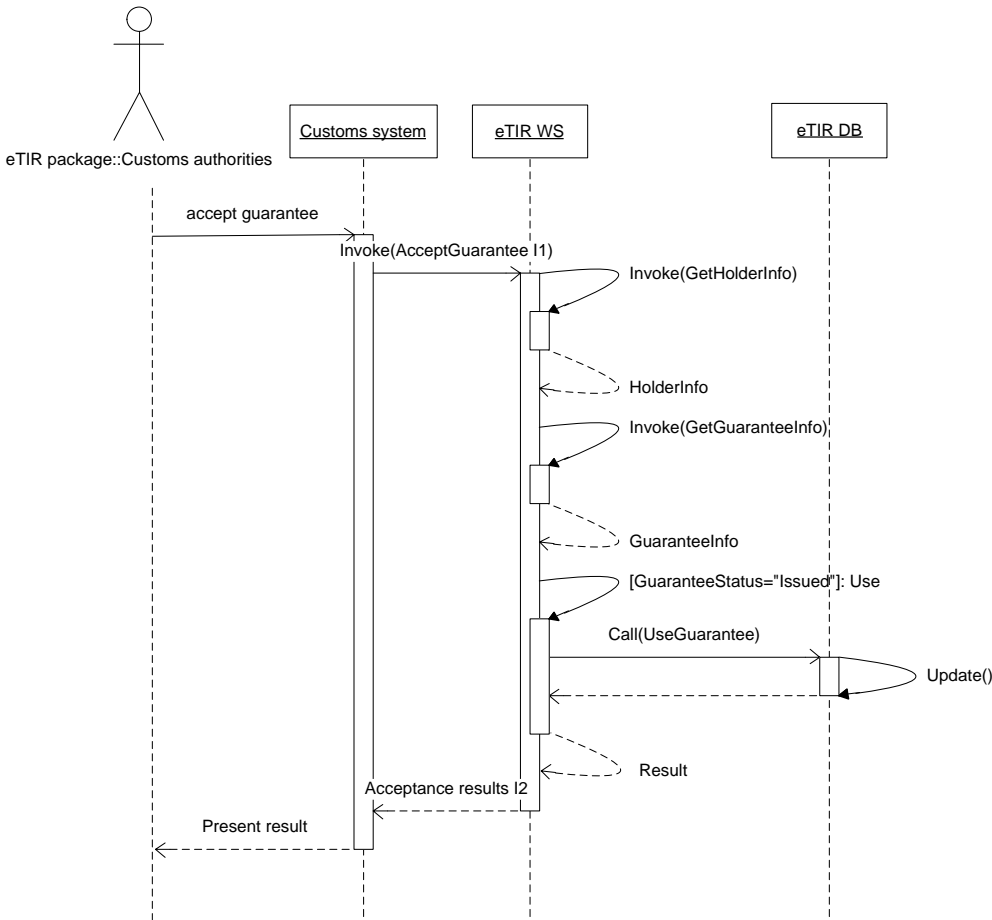 Customs system
eTIR WS
eTIR DB
eTIR package::Customs authorities
accept guarantee
Invoke(AcceptGuarantee I1)
Invoke(GetHolderInfo)
HolderInfo
Invoke(GetGuaranteeInfo)
GuaranteeInfo
[GuaranteeStatus="Issued"]: Use
Call(UseGuarantee)
Update()
Result
Acceptance results I2
Present result